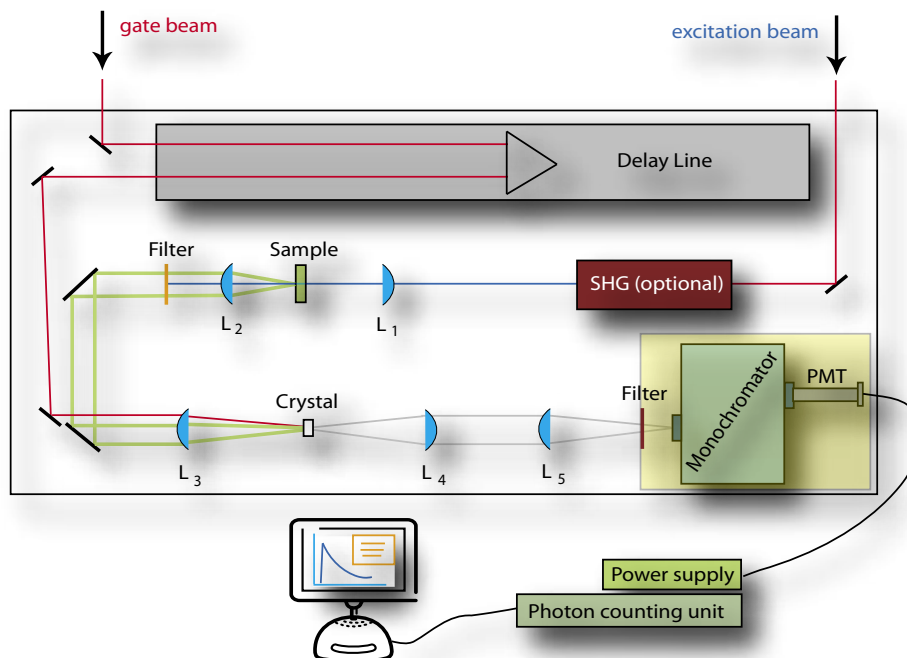 gate beam
excitation beam
Delay Line
Filter
Sample
SHG (optional)
L 2
L 1
Monochromator
PMT
Filter
Crystal
L 3
L 4
L 5
Power supply
Photon counting unit